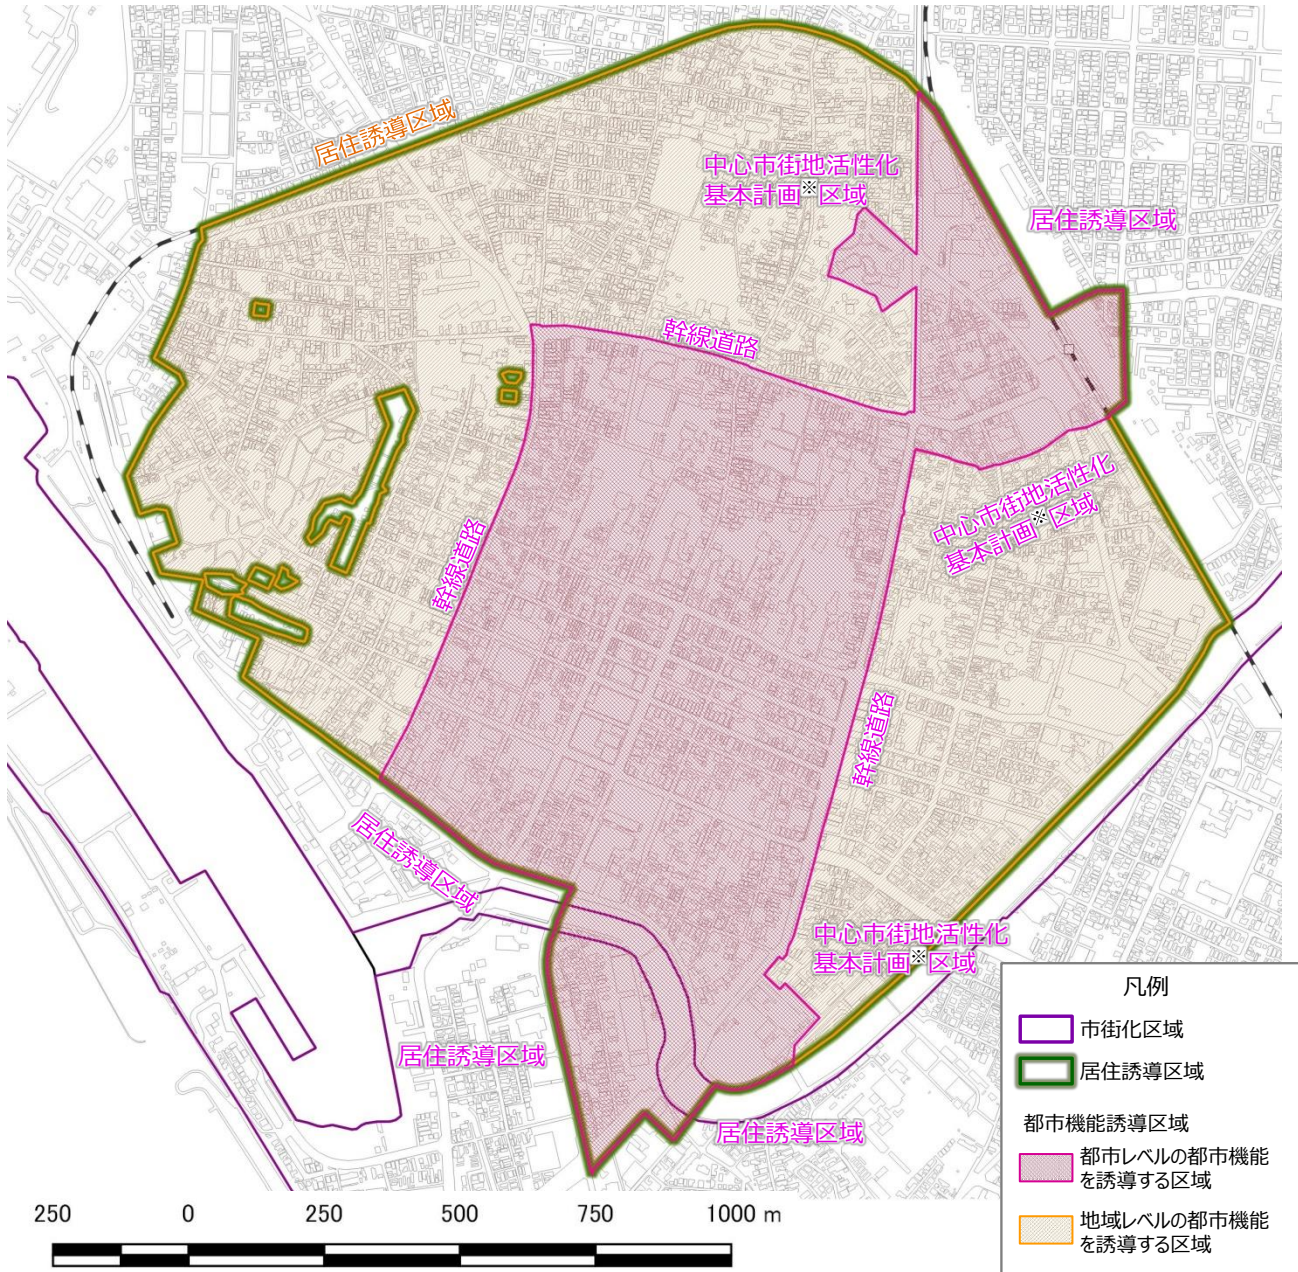 居住誘導区域
中心市街地活性化
基本計画※区域
居住誘導区域
幹線道路
中心市街地活性化
基本計画※区域
幹線道路
幹線道路
居住誘導区域
中心市街地活性化
基本計画※区域
居住誘導区域
居住誘導区域
凡例
市街化区域
居住誘導区域
都市機能誘導区域
都市レベルの都市機能
を誘導する区域
地域レベルの都市機能
を誘導する区域
250 0 250 500 750 1000 m